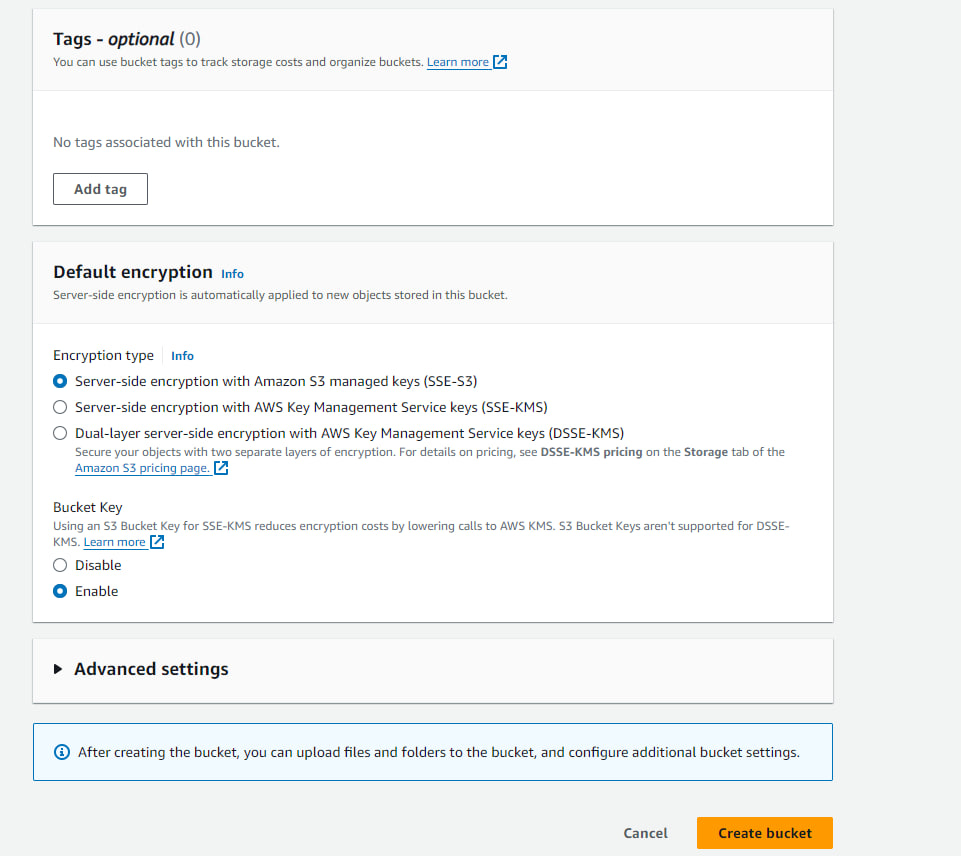 Tags - optional (0)
You can use bucket tags to track storage costs and organize buckets. Learn more
No tags associated with this bucket.
Add tag
Default encryption Info
Server-side encryption is automatically applied to new objects stored in this bucket.
Encryption type Info
Server-side encryption with Amazon S3 managed keys (SSE-S3)
Server-side encryption with AWS Key Management Service keys (SSE-KMS)
Dual-layer server-side encryption with AWS Key Management Service keys (DSSE-KMS)
Secure your objects with two separate layers of encryption. For details on pricing, see DSSE-KMS pricing on the Storage tab of the
Amazon S3 pricing page.
Bucket Key
Using an S3 Bucket Key for SSE-KMS reduces encryption costs by lowering calls to AWS KMS. S3 Bucket Keys aren't supported for DSSE-
KMS. Learn more
Disable
Enable
Advanced settings
After creating the bucket, you can upload files and folders to the bucket, and configure additional bucket settings.
Cancel
Create bucket